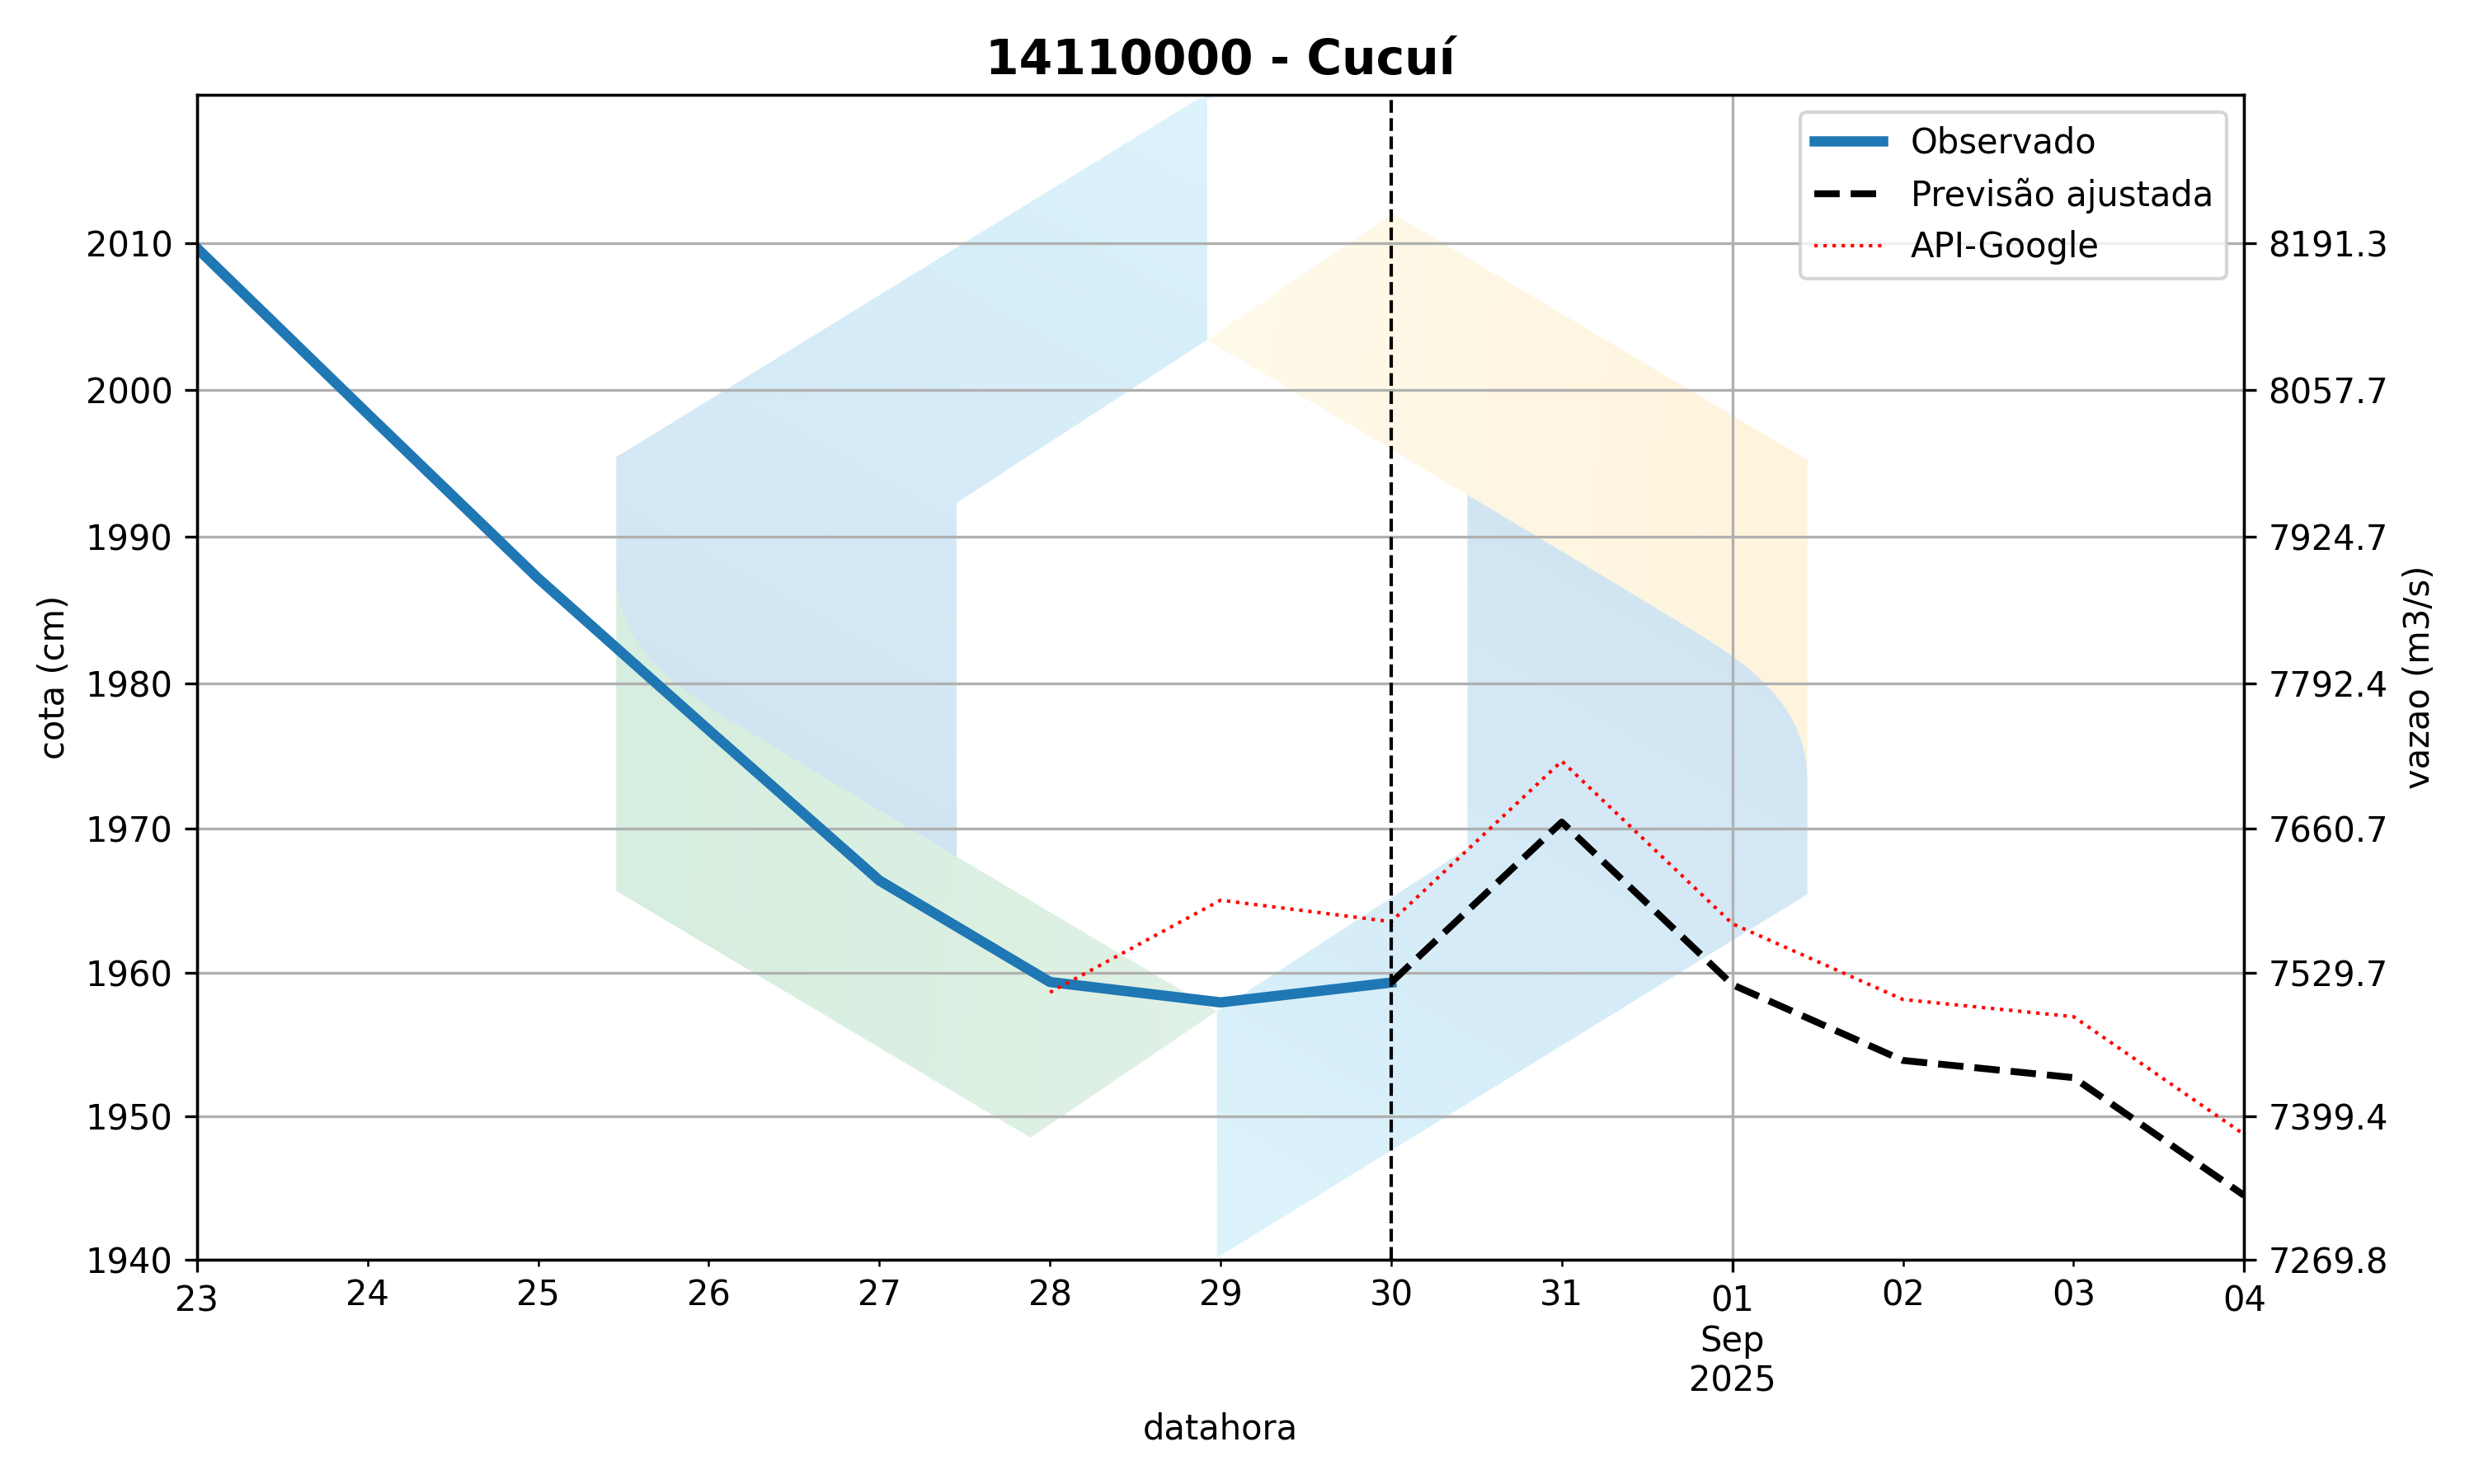 14110000 - Cucuí
Observado
Previsão ajustada
API-Google
cota (cm)
2010
2000
1990
1980
1970
1960
1950
1940
8191.3
8057.7
7924.7
7792.4
7660.7
7529.7
7399.4
7269.8
vazao (m3/s)
23 24 25 26 27 28 29 30 31 01 02 03 04
Sep
2025
datahora